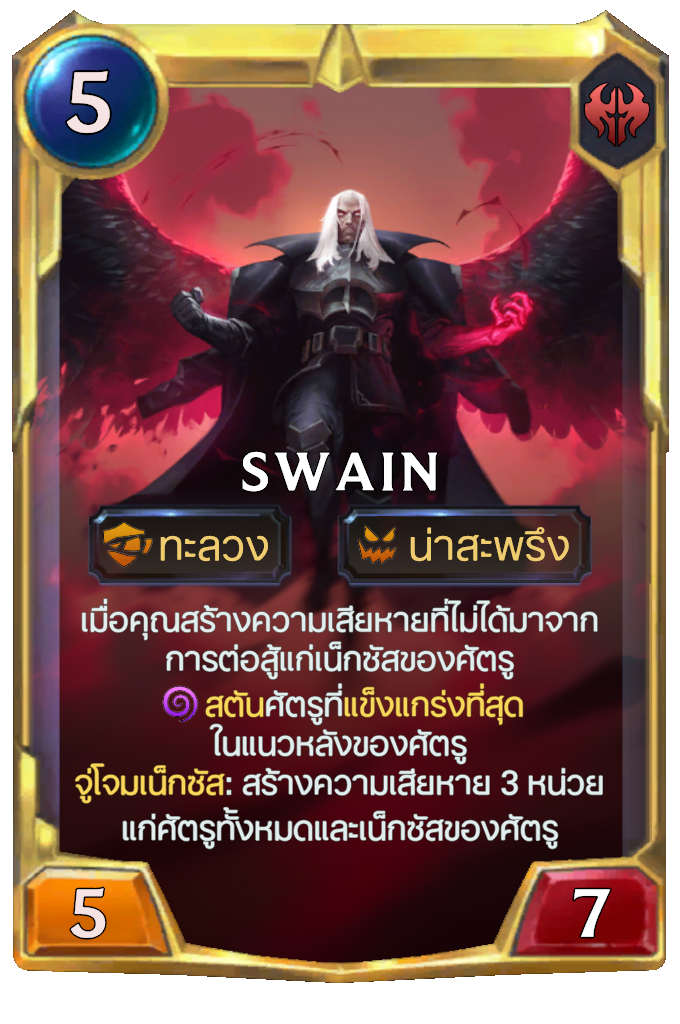 5
SWAIN
ทะลวง
น่าสะพรึง
เมื่อคุณสร้างความเสียหายที่ไม่ได้มาจาก
การต่อสู้แก่เน็กซัสของศัตรู
สตันศัตรูที่แข็งแกร่งที่สุด
ในแนวหลังของศัตรู
จู่โจมเน็กซัส: สร้างความเสียหาย 3 หน่วย
แก่ศัตรูทั้งหมดและเน็กซัสของศัตรู
5
7